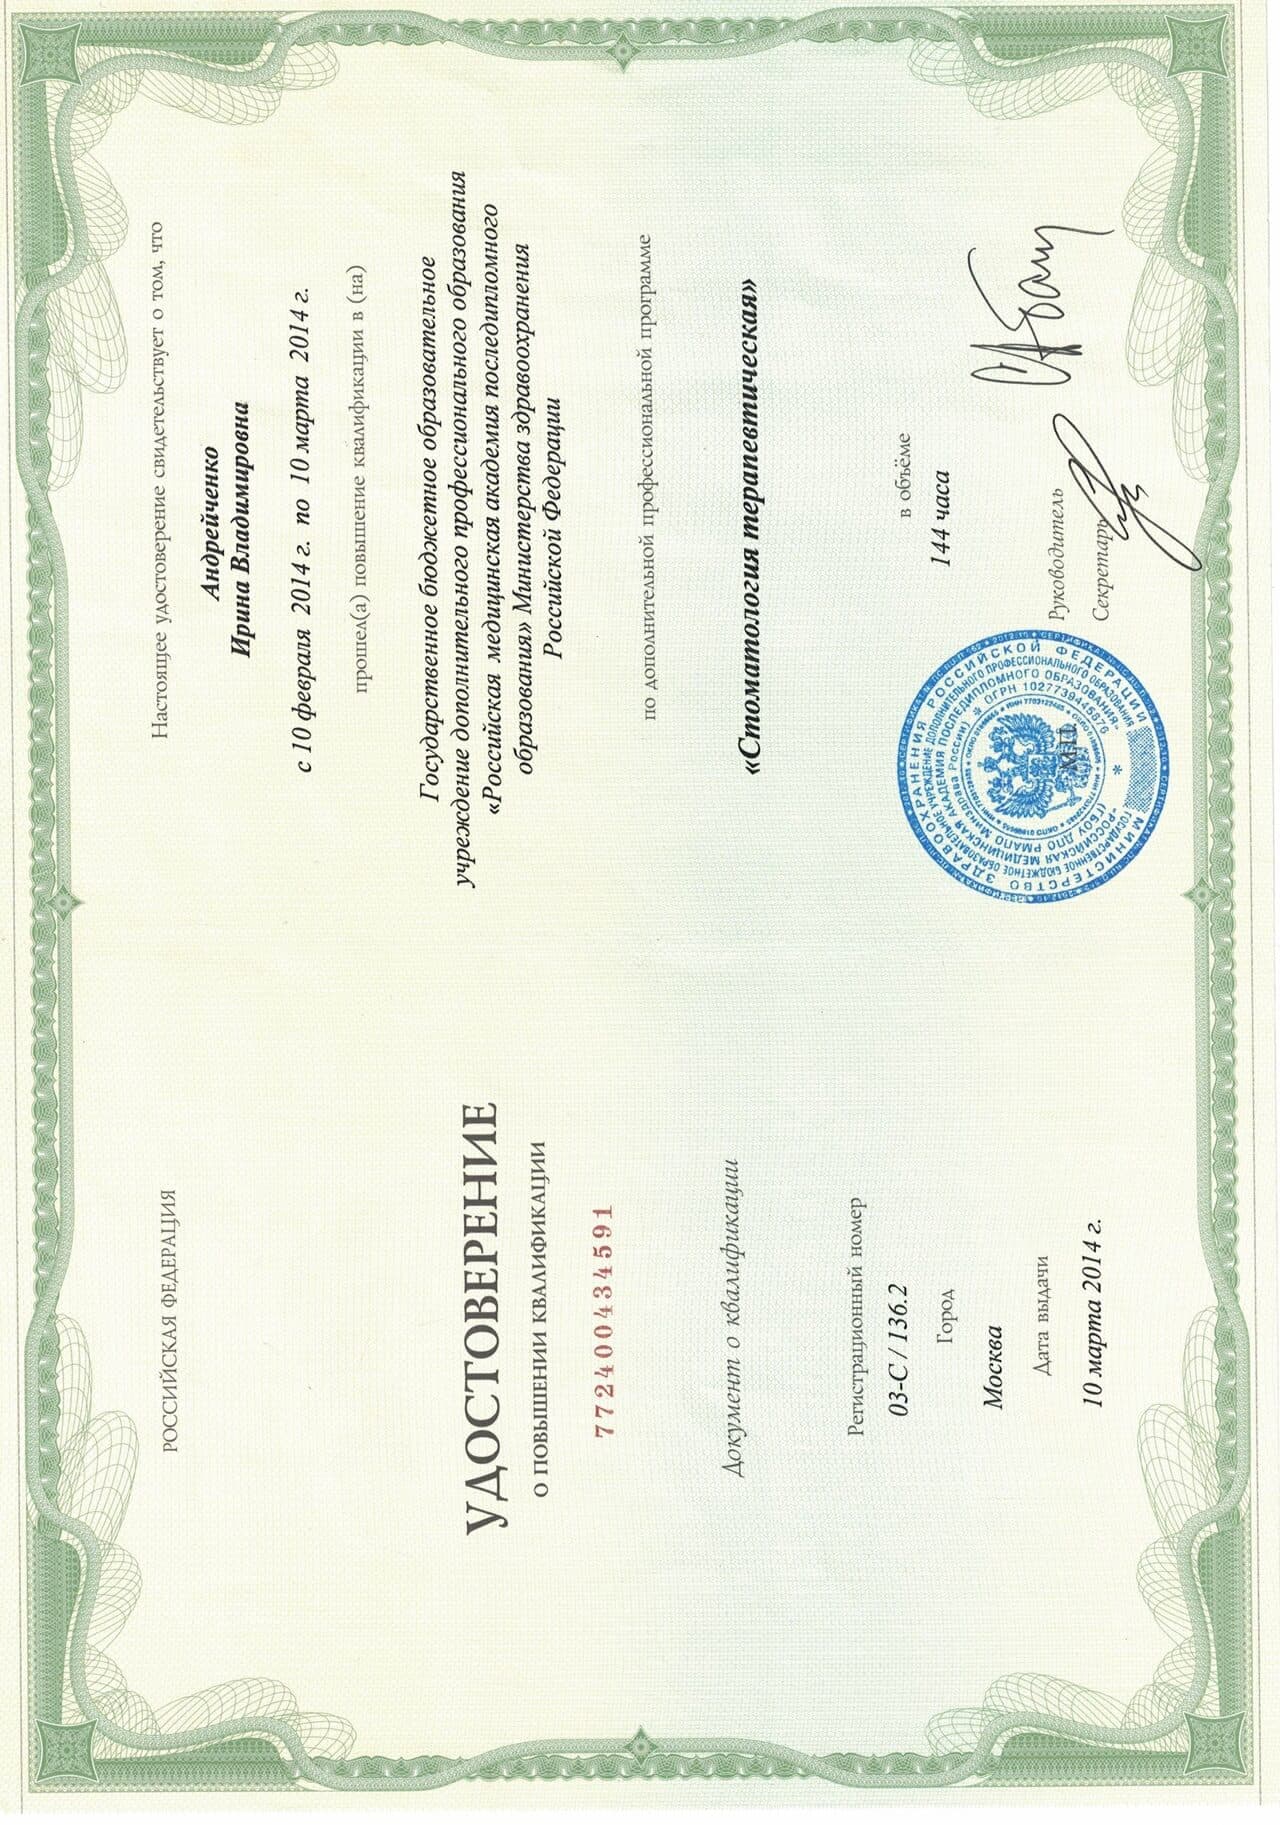 РОССИЙСКАЯ ФЕДЕРАЦИЯ
УДОСТОВЕРЕНИЕ
О ПОВЫШЕНИИ КВАЛИФИКАЦИИ
772400434591
Документ о квалификации
Регистрационный номер
03-С / 136.2
Город
Москва
Дата выдачи
10 марта 2014 г.
Настоящее удостоверение свидетельствует о том, что
Андрейченко
Ирина Владимировна
с 10 февраля 2014 г. по 10 марта 2014 г.
прошел(а) повышение квалификации в (на)
Государственное бюджетное образовательное
учреждение дополнительного профессионального образования
«Российская медицинская академия последипломного
образования» Министерства здравоохранения
Российской Федерации
по дополнительной профессиональной программе
«Стоматология терапевтическая»
в объёме
144 часа
Руководитель
Секретарь
М.П.
МИНИСТЕРСТВО ЗДРАВООХРАНЕНИЯ РОССИЙСКОЙ ФЕДЕРАЦИИ
ГОСУДАРСТВЕННОЕ БЮДЖЕТНОЕ ОБРАЗОВАТЕЛЬНОЕ УЧРЕЖДЕНИЕ ДОПОЛНИТЕЛЬНОГО ПРОФЕССИОНАЛЬНОГО ОБРАЗОВАНИЯ
"РОССИЙСКАЯ МЕДИЦИНСКАЯ АКАДЕМИЯ ПОСЛЕДИПЛОМНОГО ОБРАЗОВАНИЯ"
(ГБОУ ДПО РМАПО Минздрава России) * ОГРН 1027739445876